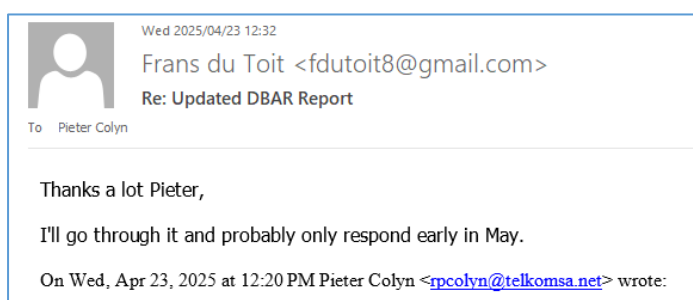 Wed 2025/04/23 12:32
Frans du Toit <fdutoit8@gmail.com>
Re: Updated DBAR Report
To Pieter Colyn
Thanks a lot Pieter,
I'll go through it and probably only respond early in May.
On Wed, Apr 23, 2025 at 12:20 PM Pieter Colyn <rpcolyn@telkomsa.net> wrote: